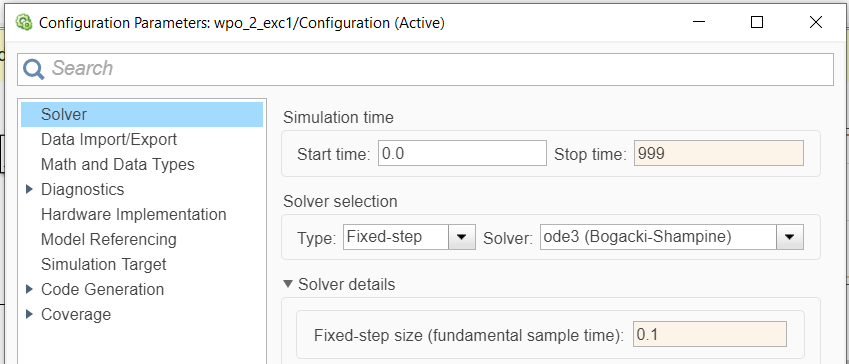 Configuration Parameters: wpo_2_exc1/Configuration (Active)
Search
Solver
Data Import/Export
Math and Data Types
Diagnostics
Hardware Implementation
Model Referencing
Simulation Target
Code Generation
Coverage
Simulation time
Start time: 0.0 Stop time: 999
Solver selection
Type: Fixed-step Solver: ode3 (Bogacki-Shampine)
Solver details
Fixed-step size (fundamental sample time): 0.1